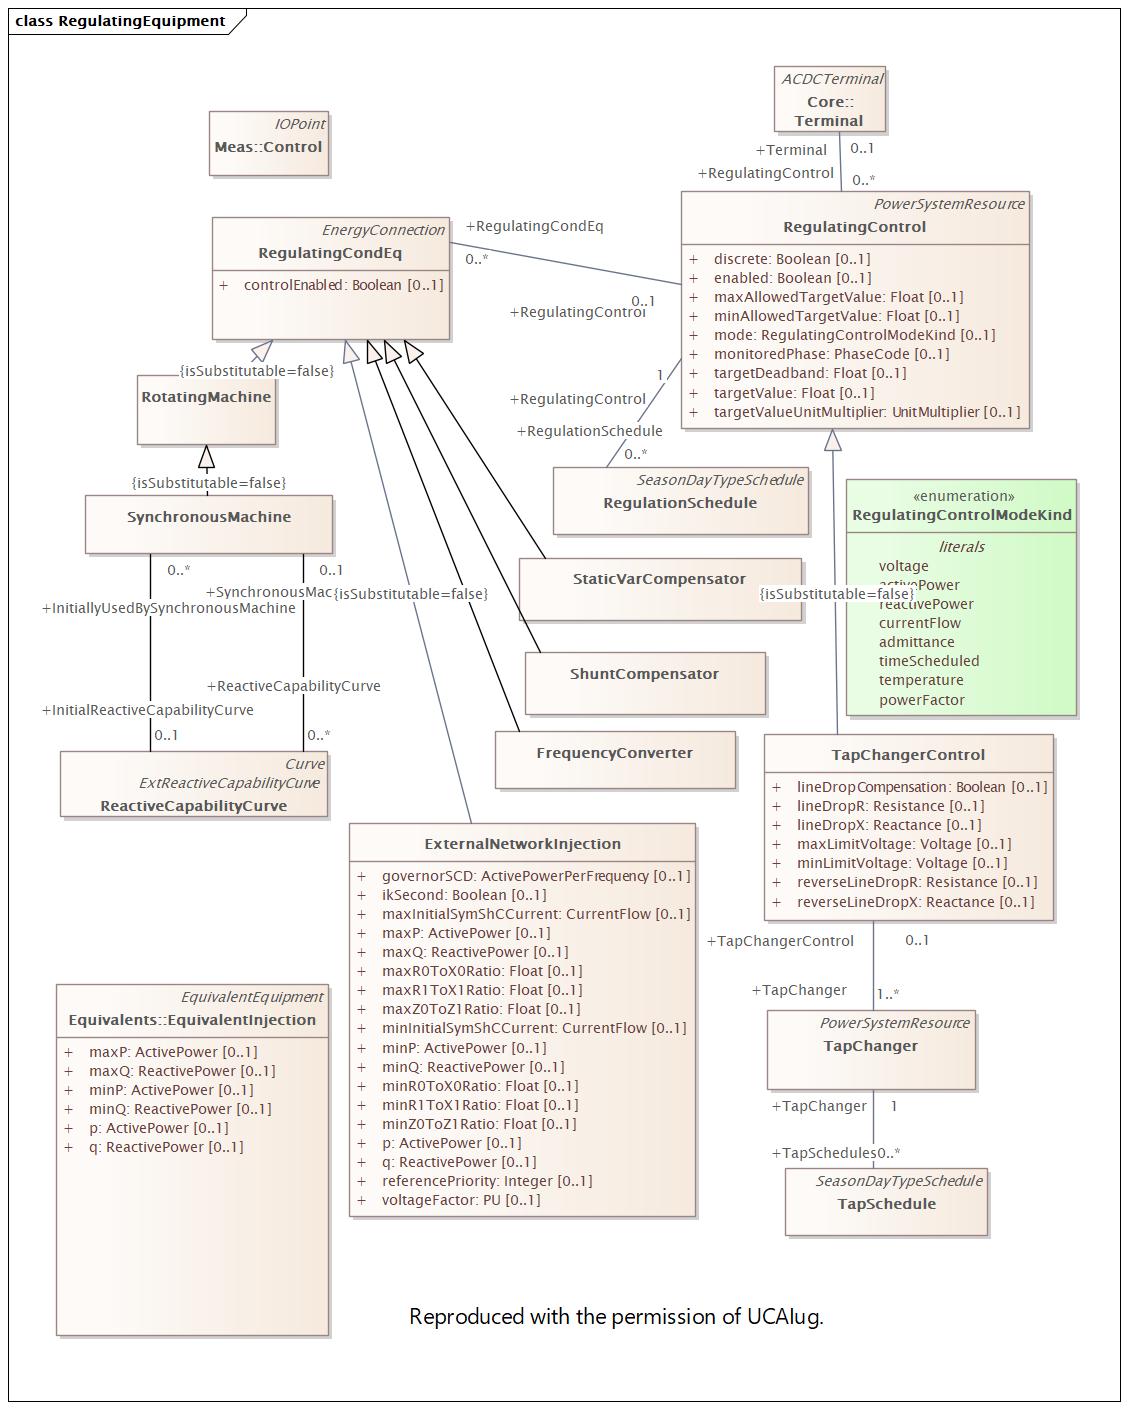 class RegulatingEquipment
ACDCTerminal
Core::
Terminal
IOPoint
Meas::Control
+Terminal
0..1
+RegulatingControl
0..*
PowerSystemResource
RegulatingControl
+ discrete: Boolean [0..1]
+ enabled: Boolean [0..1]
+ maxAllowedTargetValue: Float [0..1]
+ minAllowedTargetValue: Float [0..1]
+ mode: RegulatingControlModeKind [0..1]
+ monitoredPhase: PhaseCode [0..1]
+ targetDeadband: Float [0..1]
+ targetValue: Float [0..1]
+ targetValueUnitMultiplier: UnitMultiplier [0..1]
EnergyConnection
RegulatingCondEq
+ controlEnabled: Boolean [0..1]
+RegulatingCondEq
0..*
0..1
+RegulatingControl
{isSubstitutable=false}
RotatingMachine
1
+RegulatingControl
+RegulationSchedule
0..*
SeasonDayTypeSchedule
RegulationSchedule
{isSubstitutable=false}
SynchronousMachine
«enumeration»
RegulatingControlModeKind
literals
voltage
activePower
reactivePower
currentFlow
admittance
timeScheduled
temperature
powerFactor
0..*
0..1
+SynchronousMac
{isSubstitutable=false}
+InitiallyUsedBySynchronousMachine
StaticVarCompensator
{isSubstitutable=false}
ShuntCompensator
+ReactiveCapabilityCurve
+InitialReactiveCapabilityCurve
0..1
0..*
FrequencyConverter
Curve
ExtReactiveCapabilityCurve
ReactiveCapabilityCurve
TapChangerControl
+ lineDropCompensation: Boolean [0..1]
+ lineDropR: Resistance [0..1]
+ lineDropX: Reactance [0..1]
+ maxLimitVoltage: Voltage [0..1]
+ minLimitVoltage: Voltage [0..1]
+ reverseLineDropR: Resistance [0..1]
+ reverseLineDropX: Reactance [0..1]
ExternalNetworkInjection
+ governorSCD: ActivePowerPerFrequency [0..1]
+ ikSecond: Boolean [0..1]
+ maxInitialSymShCCurrent: CurrentFlow [0..1]
+ maxP: ActivePower [0..1]
+ maxQ: ReactivePower [0..1]
+ maxR0ToX0Ratio: Float [0..1]
+ maxR1ToX1Ratio: Float [0..1]
+ maxZ0ToZ1Ratio: Float [0..1]
+ minInitialSymShCCurrent: CurrentFlow [0..1]
+ minP: ActivePower [0..1]
+ minQ: ReactivePower [0..1]
+ minR0ToX0Ratio: Float [0..1]
+ minR1ToX1Ratio: Float [0..1]
+ minZ0ToZ1Ratio: Float [0..1]
+ p: ActivePower [0..1]
+ q: ReactivePower [0..1]
+ referencePriority: Integer [0..1]
+ voltageFactor: PU [0..1]
+TapChangerControl
0..1
+TapChanger
1..*
EquivalentEquipment
Equivalents::EquivalentInjection
+ maxP: ActivePower [0..1]
+ maxQ: ReactivePower [0..1]
+ minP: ActivePower [0..1]
+ minQ: ReactivePower [0..1]
+ p: ActivePower [0..1]
+ q: ReactivePower [0..1]
PowerSystemResource
TapChanger
+TapChanger
1
+TapSchedules
0..*
SeasonDayTypeSchedule
TapSchedule
Reproduced with the permission of UCAIug.